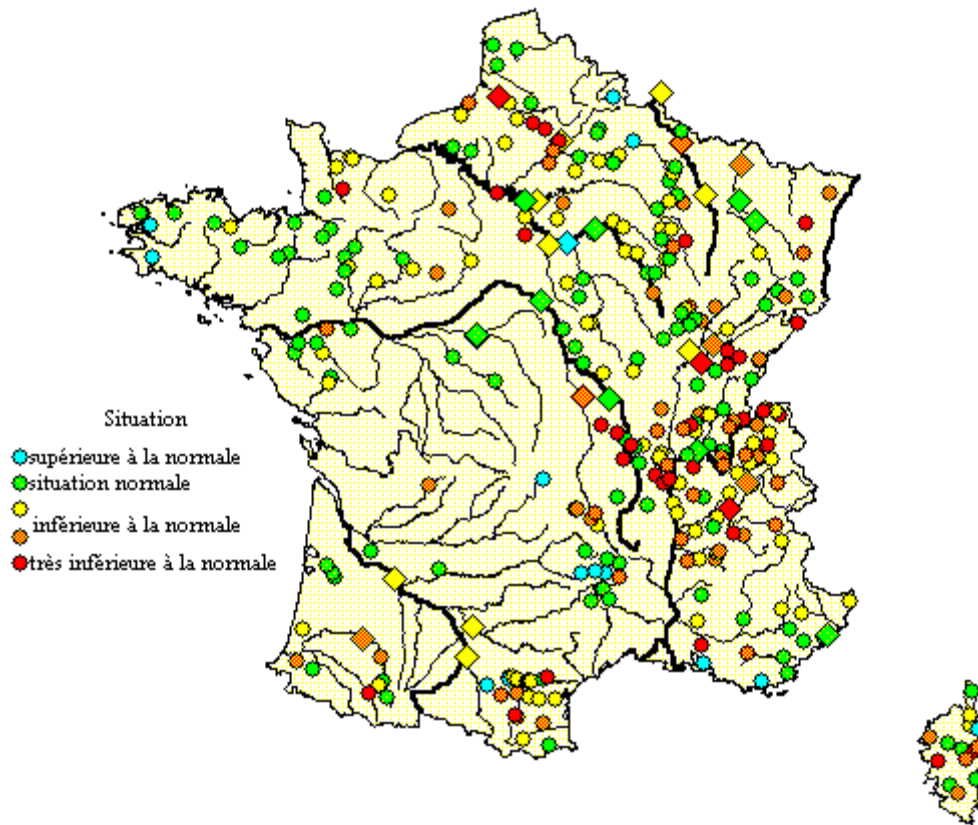 Situation
supérieure à la normale
situation normale
inférieure à la normale
très inférieure à la normale